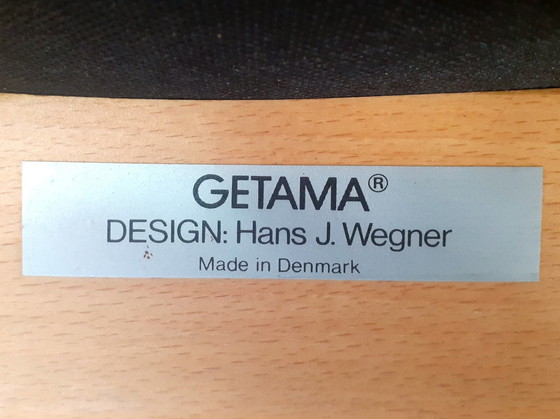 GETAMA®
DESIGN: Hans J. Wegner
Made in Denmark